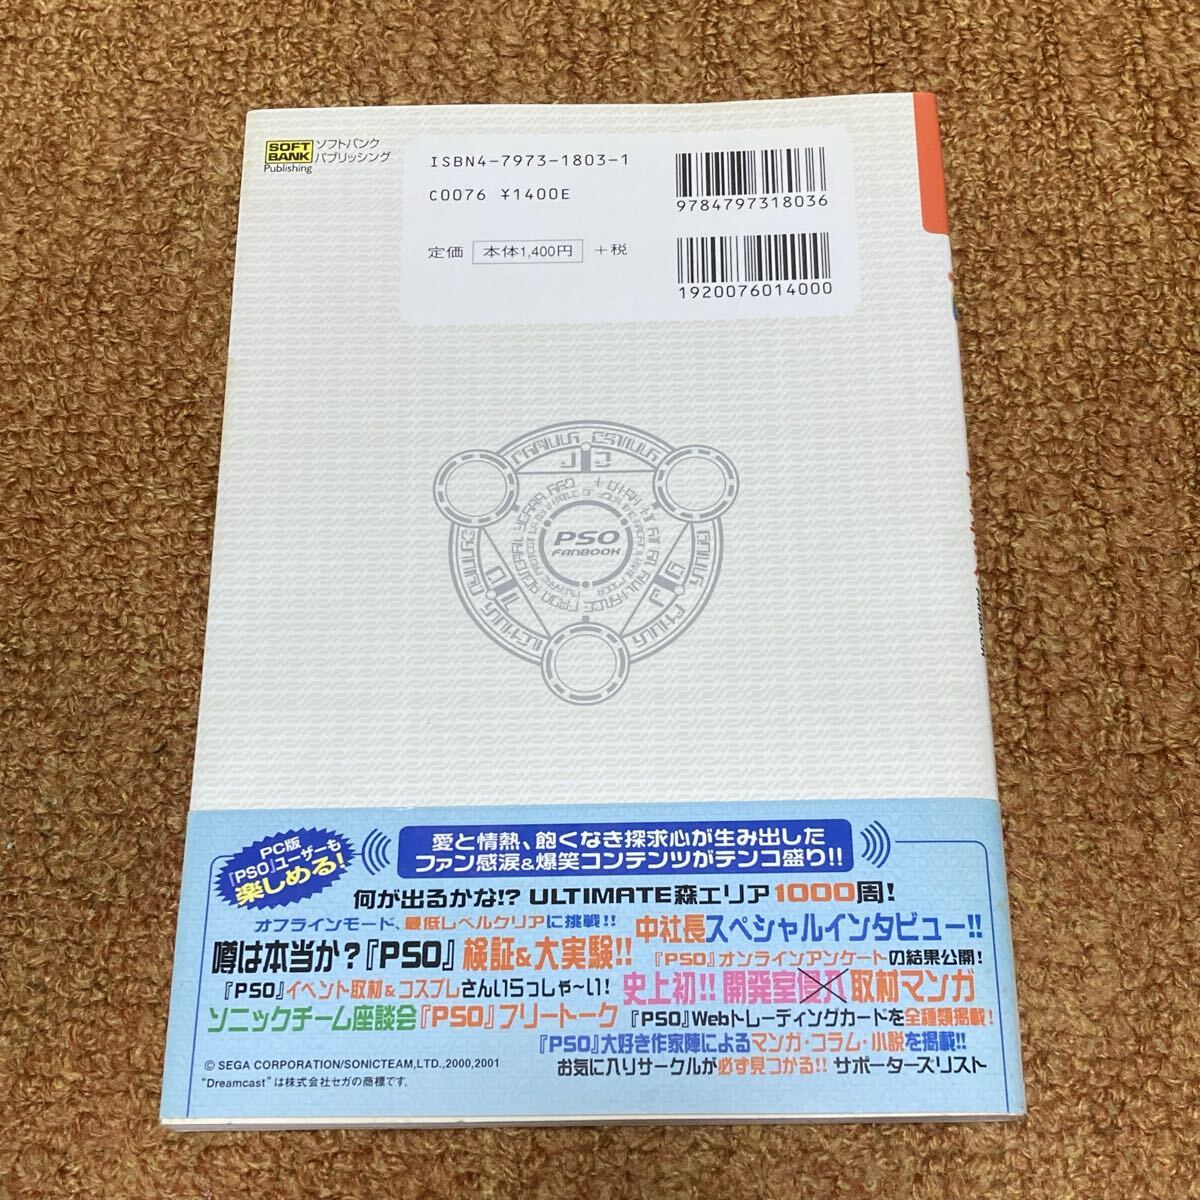 SOFT
BANK
Publishing
ソフトバンク
パブリッシング
ISBN4-7973-1803-1
C0076 ¥1400E
定価 本体1,400円 +税
9784797318036
1920076014000
PSO
FANBOOK
PC版
『PSO』ユーザーも
楽しめる!
愛と情熱、飽くなき探求心が生み出した
ファン感涙&爆笑コンテンツがテンコ盛り!!
何が出るかな!? ULTIMATE森エリア1000周!
オフラインモード、最低レベルクリアに挑戦!!
中社長スペシャルインタビュー!!
噂は本当か?『PSO』検証&大実験!!
『PSO』オンラインアンケートの結果公開!
『PSO』イベント取材&コスプレさんいらっしゃ〜い!
史上初!! 開発室侵入取材マンガ
ソニックチーム座談会『PSO』フリートーク
『PSO』Webトレーディングカードを全種類掲載!
『PSO』大好き作家陣によるマンガ・コラム・小説を掲載!!
お気に入りサークルが必ず見つかる!! サポーターズリスト
© SEGA CORPORATION/SONICTEAM,LTD.,2000,2001
"Dreamcast"は株式会社セガの商標です。
FANBOOK